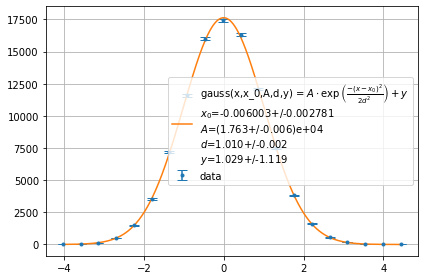 17500
15000
12500
10000
7500
5000
2500
0
gauss(x,x_0,A,d,y) = A · exp(−(x−x₀)²/2d²) + y
x₀=-0.006003+/-0.002781
A=(1.763+/-0.006)e+04
d=1.010+/-0.002
y=1.029+/-1.119
data
−4 −2 0 2 4